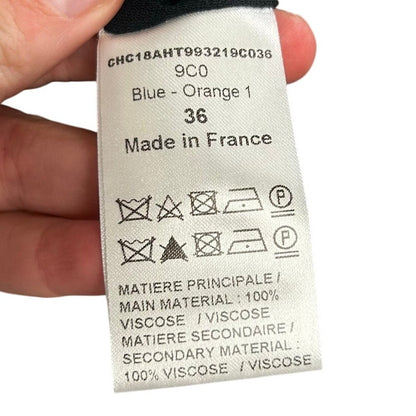 CHC18AHT993219C036
9C0
Blue - Orange 1
36
Made in France
P
P
MATIERE PRINCIPALE /
MAIN MATERIAL : 100%
VISCOSE / VISCOSE
MATIERE SECONDAIRE /
SECONDARY MATERIAL :
100% VISCOSE / VISCOSE